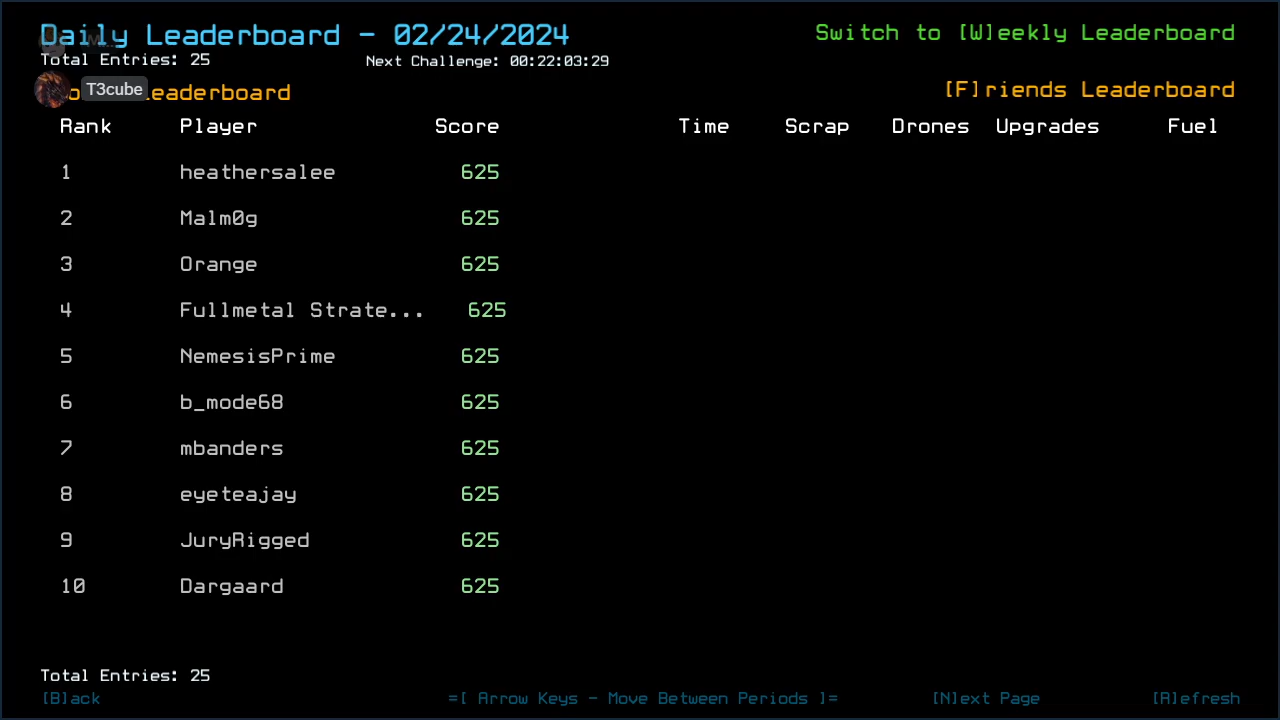 Daily Leaderboard - 02/24/2024
Switch to [W]eekly Leaderboard
Total Entries: 25
Next Challenge: 00:22:03:29
T3cube
Leaderboard
[F]riends Leaderboard
Rank Player Score Time Scrap Drones Upgrades Fuel
1 heathersalee 625
2 Malm0g 625
3 Orange 625
4 Fullmetal Strate... 625
5 NemesisPrime 625
6 b_mode68 625
7 mbanders 625
8 eyeteajay 625
9 JuryRigged 625
10 Dargaard 625
Total Entries: 25
[B]ack
=[ Arrow Keys - Move Between Periods ]=
[N]ext Page
[R]efresh